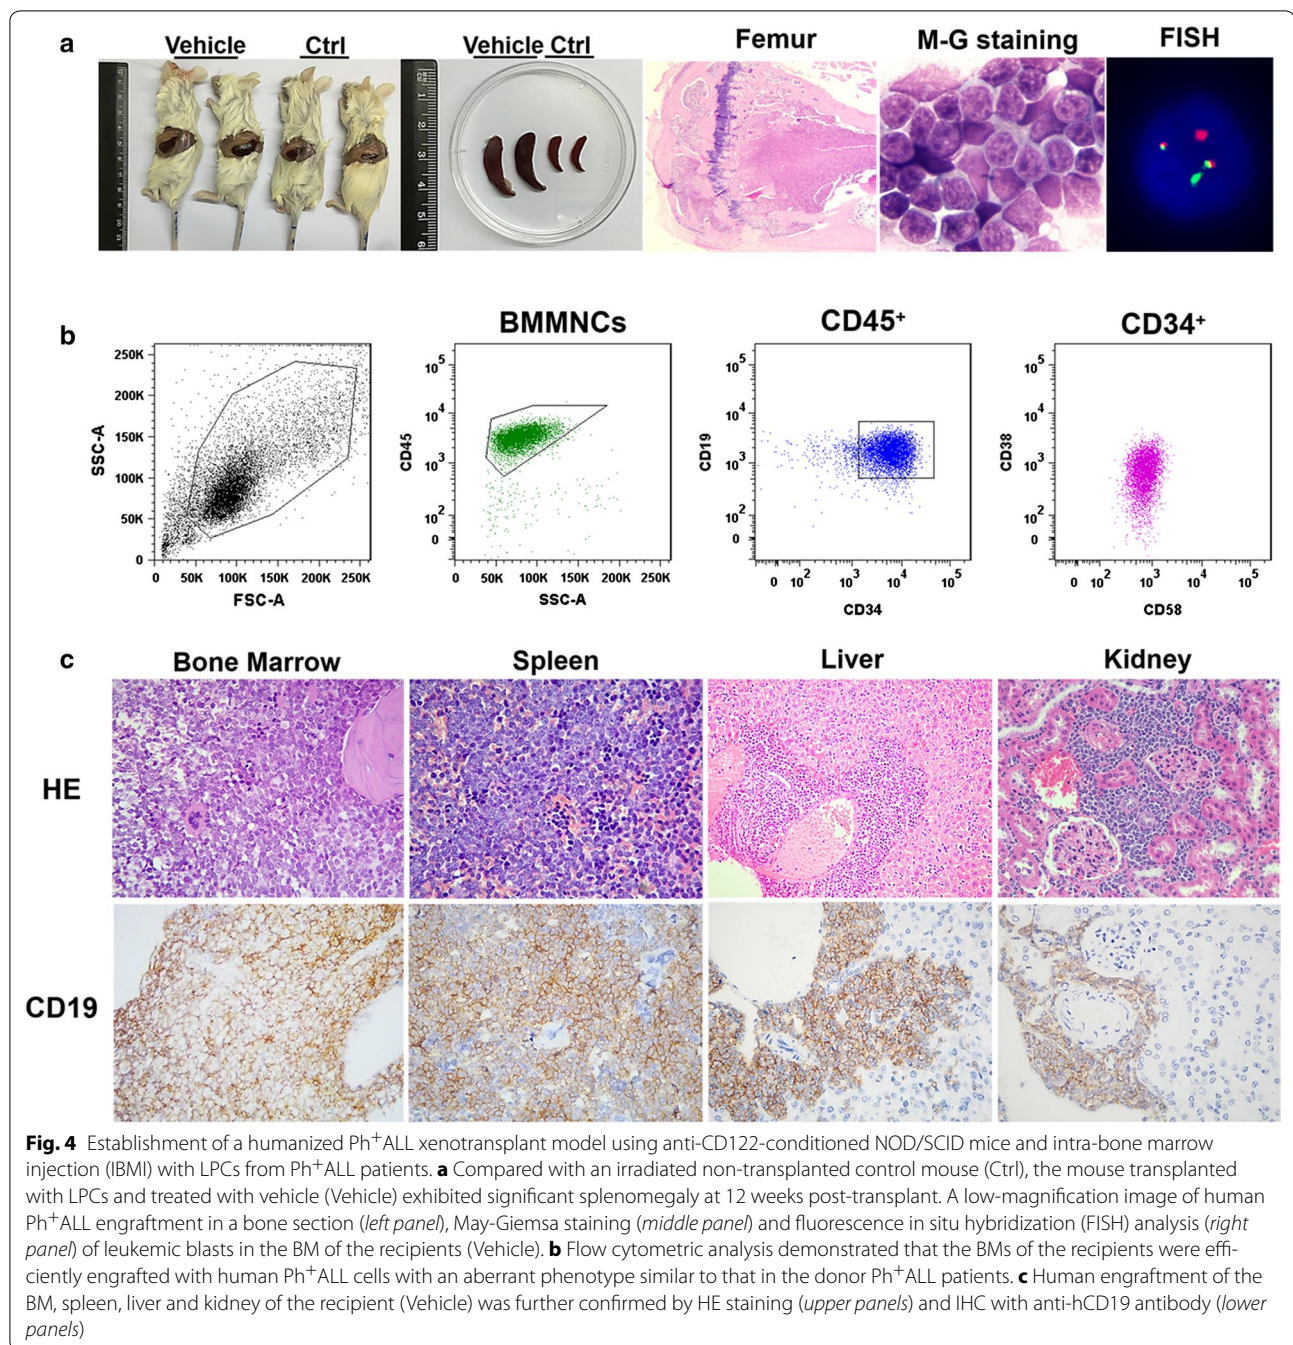 a
Vehicle Ctrl Vehicle Ctrl Femur M-G staining FISH
1
2
3
4
5
6
b
BMMNCs CD45⁺ CD34⁺
SSC-A
250K
200K
150K
100K
50K
0
0 50K 100K 150K 200K 250K
FSC-A
CD45
10⁵
10⁴
10³
10²
0
0 50K 100K 150K 200K 250K
SSC-A
CD19
10⁵
10⁴
10³
10²
0
0 10² 10³ 10⁴ 10⁵
CD34
CD38
10⁵
10⁴
10³
10²
0
0 10² 10³ 10⁴ 10⁵
CD58
c
Bone Marrow Spleen Liver Kidney
HE
CD19
Fig. 4 Establishment of a humanized Ph⁺ALL xenotransplant model using anti-CD122-conditioned NOD/SCID mice and intra-bone marrow
injection (IBMI) with LPCs from Ph⁺ALL patients. a Compared with an irradiated non-transplanted control mouse (Ctrl), the mouse transplanted
with LPCs and treated with vehicle (Vehicle) exhibited significant splenomegaly at 12 weeks post-transplant. A low-magnification image of human
Ph⁺ALL engraftment in a bone section (left panel), May-Giemsa staining (middle panel) and fluorescence in situ hybridization (FISH) analysis (right
panel) of leukemic blasts in the BM of the recipients (Vehicle). b Flow cytometric analysis demonstrated that the BMs of the recipients were effi-
ciently engrafted with human Ph⁺ALL cells with an aberrant phenotype similar to that in the donor Ph⁺ALL patients. c Human engraftment of the
BM, spleen, liver and kidney of the recipient (Vehicle) was further confirmed by HE staining (upper panels) and IHC with anti-hCD19 antibody (lower
panels)